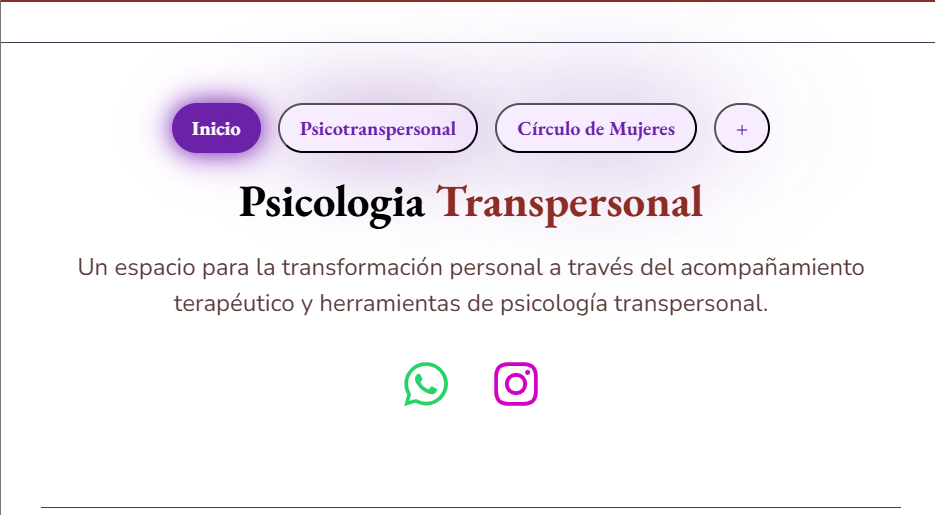 Inicio Psicotranspersonal Círculo de Mujeres +
Psicologia Transpersonal
Un espacio para la transformación personal a través del acompañamiento
terapéutico y herramientas de psicología transpersonal.